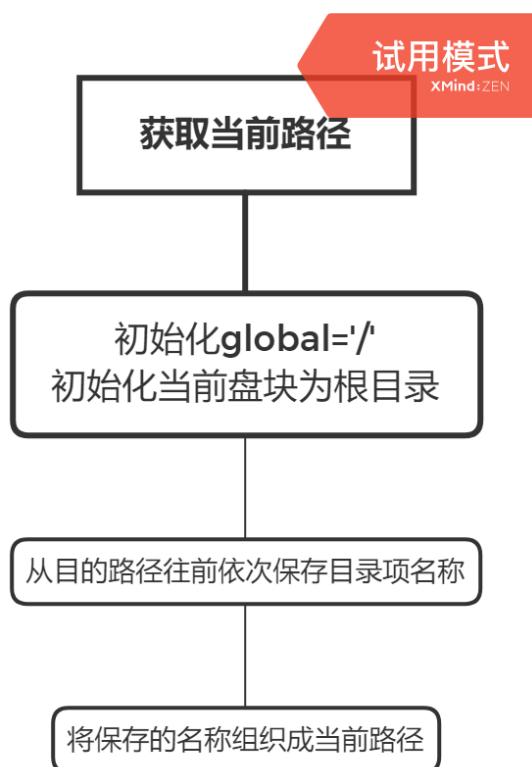 试用模式
XMind:ZEN
获取当前路径
初始化global='/'
初始化当前盘块为根目录
从目的路径往前依次保存目录项名称
将保存的名称组织成当前路径